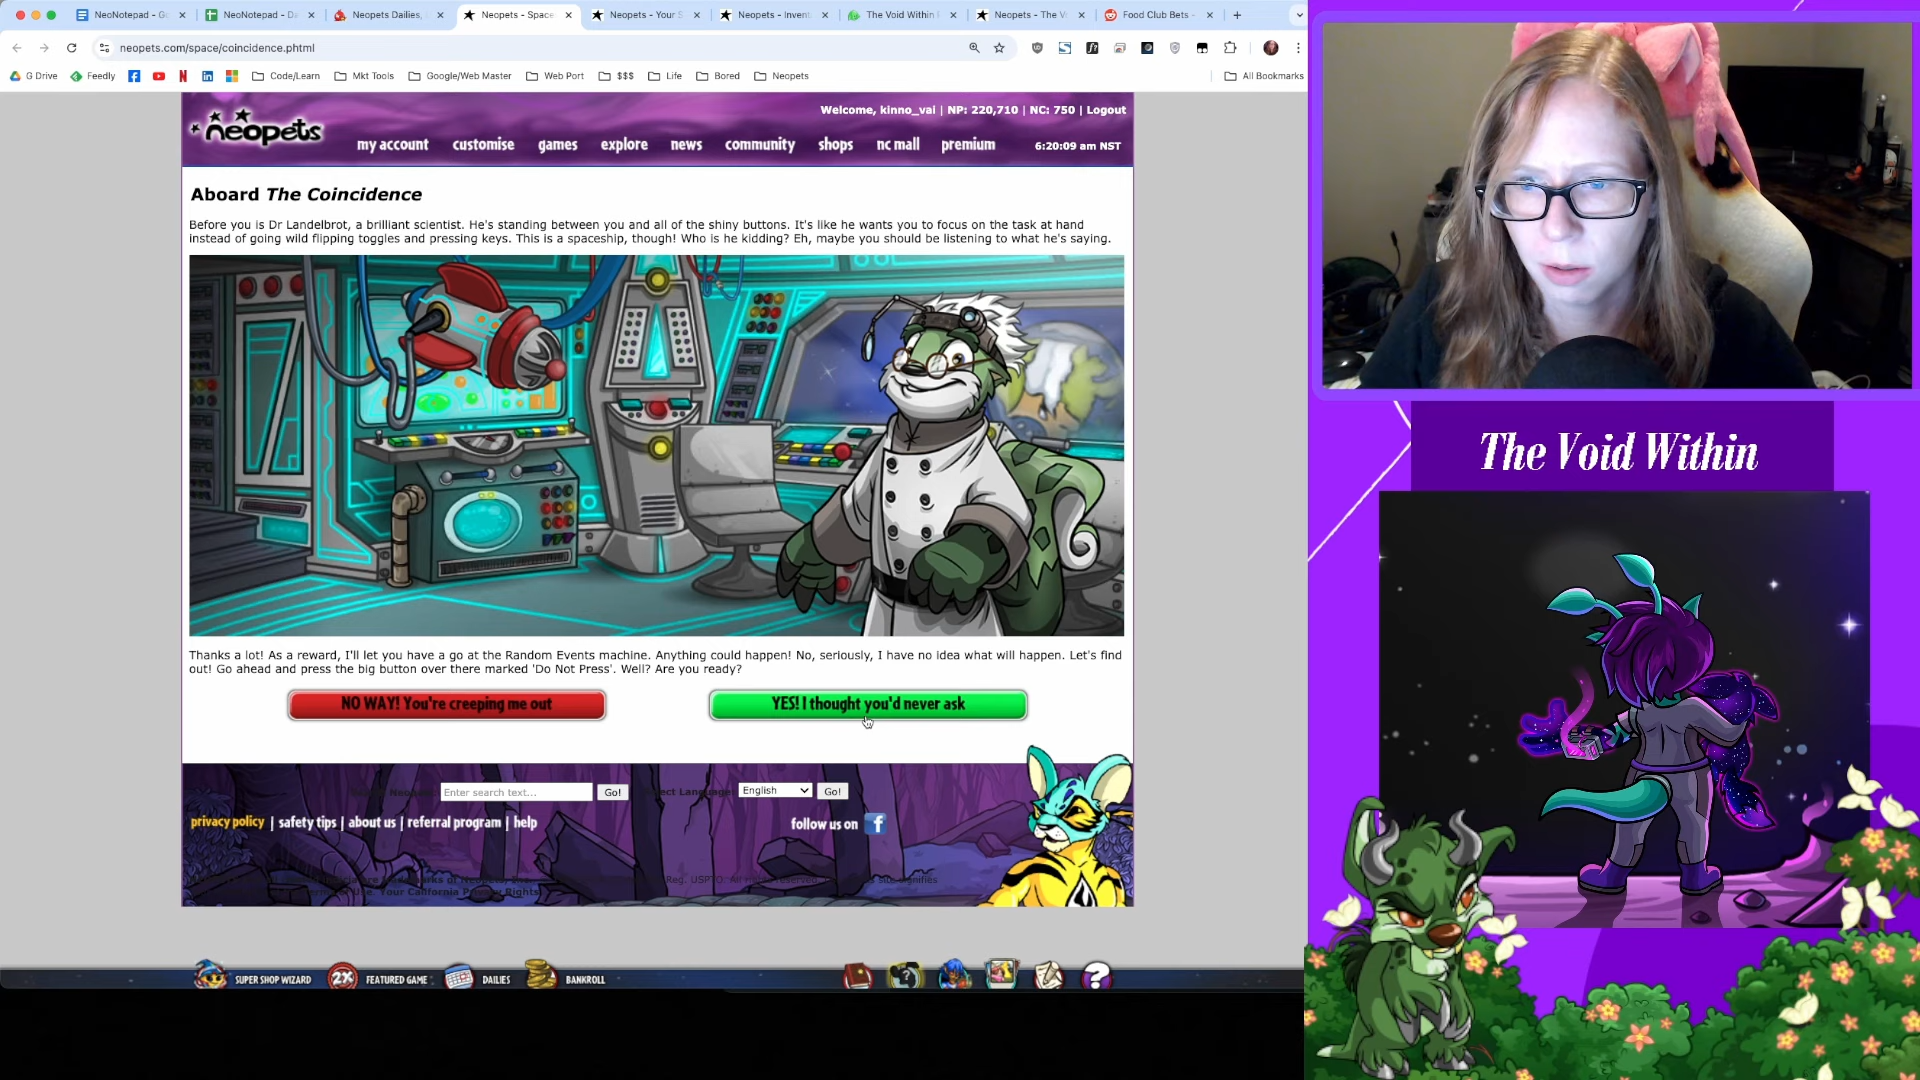 NeoNotepad - Go
NeoNotepad - Da
Neopets Dailies,
Neopets - Space
Neopets - Your S
Neopets - Invent
The Void Within
Neopets - The V
Food Club Bets -
neopets.com/space/coincidence.phtml
G Drive
Feedly
Code/Learn
Mkt Tools
Google/Web Master
Web Port
$$$
Life
Bored
Neopets
All Bookmarks
neopets
Welcome, kinno_vai | NP: 220,710 | NC: 750 | Logout
my account customise games explore news community shops nc mall premium
6:20:09 am NST
Aboard The Coincidence
Before you is Dr Landelbrot, a brilliant scientist. He's standing between you and all of the shiny buttons. It's like he wants you to focus on the task at hand
instead of going wild flipping toggles and pressing keys. This is a spaceship, though! Who is he kidding? Eh, maybe you should be listening to what he's saying.
Thanks a lot! As a reward, I'll let you have a go at the Random Events machine. Anything could happen! No, seriously, I have no idea what will happen. Let's find
out! Go ahead and press the big button over there marked 'Do Not Press'. Well? Are you ready?
NO WAY! You're creeping me out
YES! I thought you'd never ask
Enter search text...
Go!
English
Go!
privacy policy | safety tips | about us | referral program | help
follow us on
SUPER SHOP WIZARD
2X
FEATURED GAME
DAILIES
BANKROLL
The Void Within